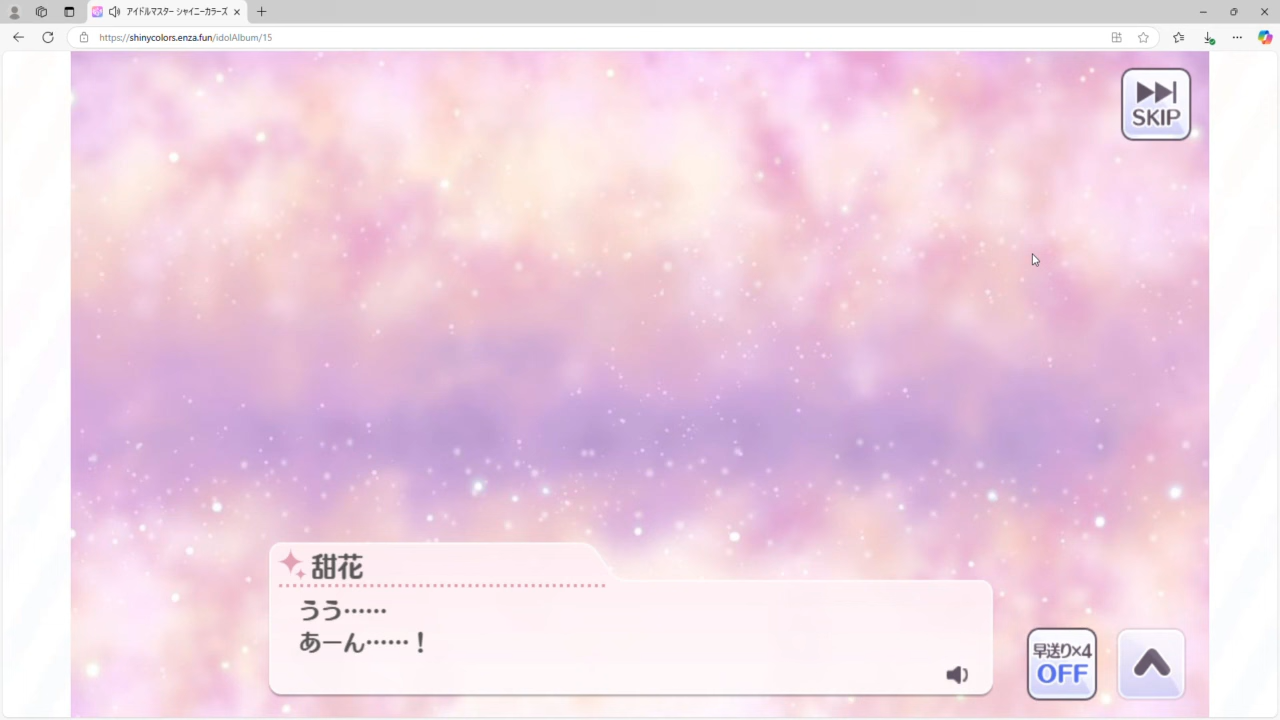 アイドルマスター シャイニーカラーズ
https://shinycolors.enza.fun/idolAlbum/15
SKIP
甜花
うう……
あーん……！
早送り×4
OFF